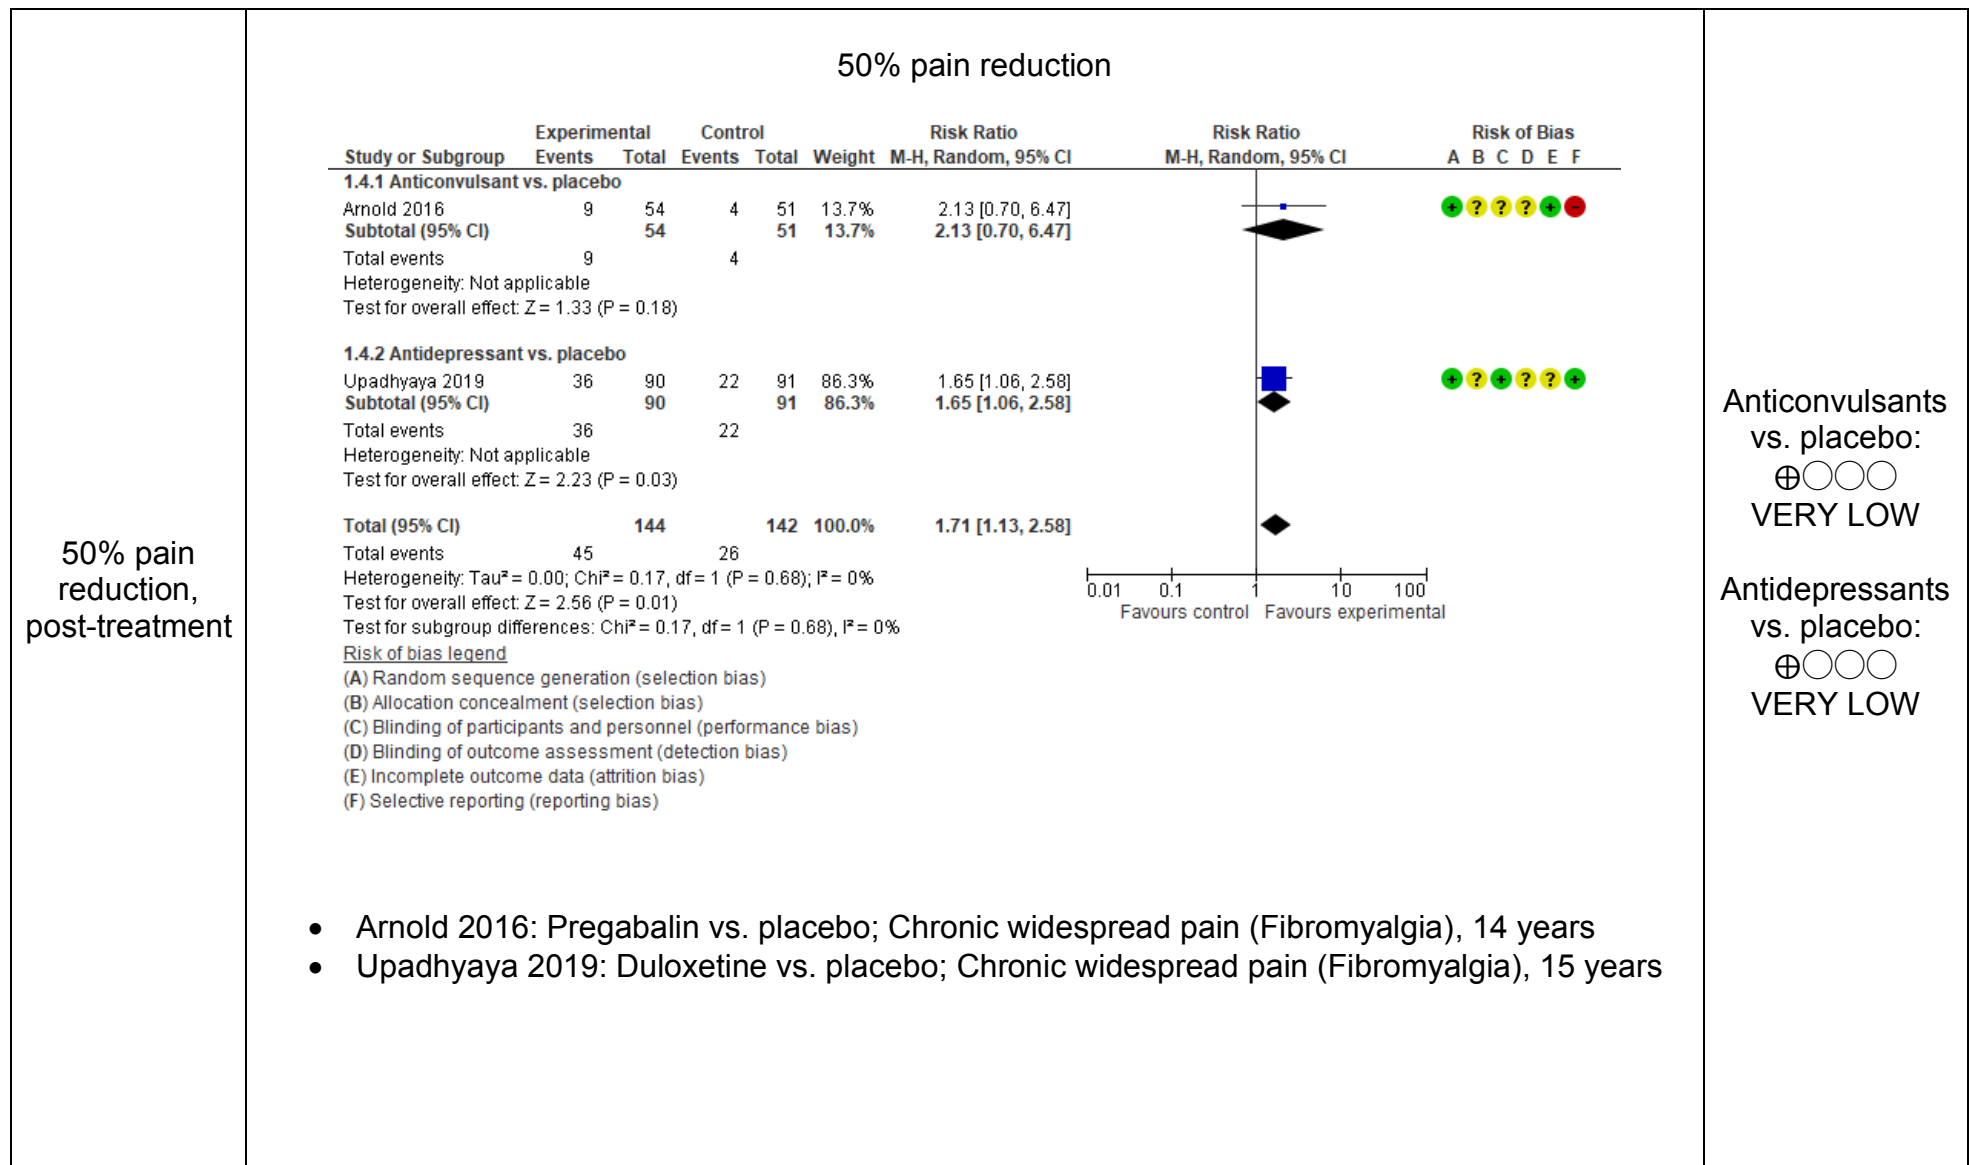 50% pain
reduction,
post-treatment
50% pain reduction
Experimental Control Risk Ratio Risk Ratio Risk of Bias
Study or Subgroup Events Total Events Total Weight M-H, Random, 95% CI M-H, Random, 95% CI A B C D E F
1.4.1 Anticonvulsant vs. placebo
Arnold 2016 9 54 4 51 13.7% 2.13 [0.70, 6.47] + ? ? ? + -
Subtotal (95% CI) 54 51 13.7% 2.13 [0.70, 6.47]
Total events 9 4
Heterogeneity: Not applicable
Test for overall effect: Z = 1.33 (P = 0.18)
1.4.2 Antidepressant vs. placebo
Upadhyaya 2019 36 90 22 91 86.3% 1.65 [1.06, 2.58] + ? + ? ? +
Subtotal (95% CI) 90 91 86.3% 1.65 [1.06, 2.58]
Total events 36 22
Heterogeneity: Not applicable
Test for overall effect: Z = 2.23 (P = 0.03)
Total (95% CI) 144 142 100.0% 1.71 [1.13, 2.58]
Total events 45 26
Heterogeneity: Tau² = 0.00; Chi² = 0.17, df = 1 (P = 0.68); I² = 0%
Test for overall effect: Z = 2.56 (P = 0.01)
Test for subgroup differences: Chi² = 0.17, df = 1 (P = 0.68), I² = 0%
0.01 0.1 1 10 100
Favours control Favours experimental
Risk of bias legend
(A) Random sequence generation (selection bias)
(B) Allocation concealment (selection bias)
(C) Blinding of participants and personnel (performance bias)
(D) Blinding of outcome assessment (detection bias)
(E) Incomplete outcome data (attrition bias)
(F) Selective reporting (reporting bias)
• Arnold 2016: Pregabalin vs. placebo; Chronic widespread pain (Fibromyalgia), 14 years
• Upadhyaya 2019: Duloxetine vs. placebo; Chronic widespread pain (Fibromyalgia), 15 years
Anticonvulsants
vs. placebo:
⊕◯◯◯
VERY LOW
Antidepressants
vs. placebo:
⊕◯◯◯
VERY LOW